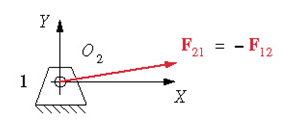 Y
O₂
F₂₁ = − F₁₂
1
X